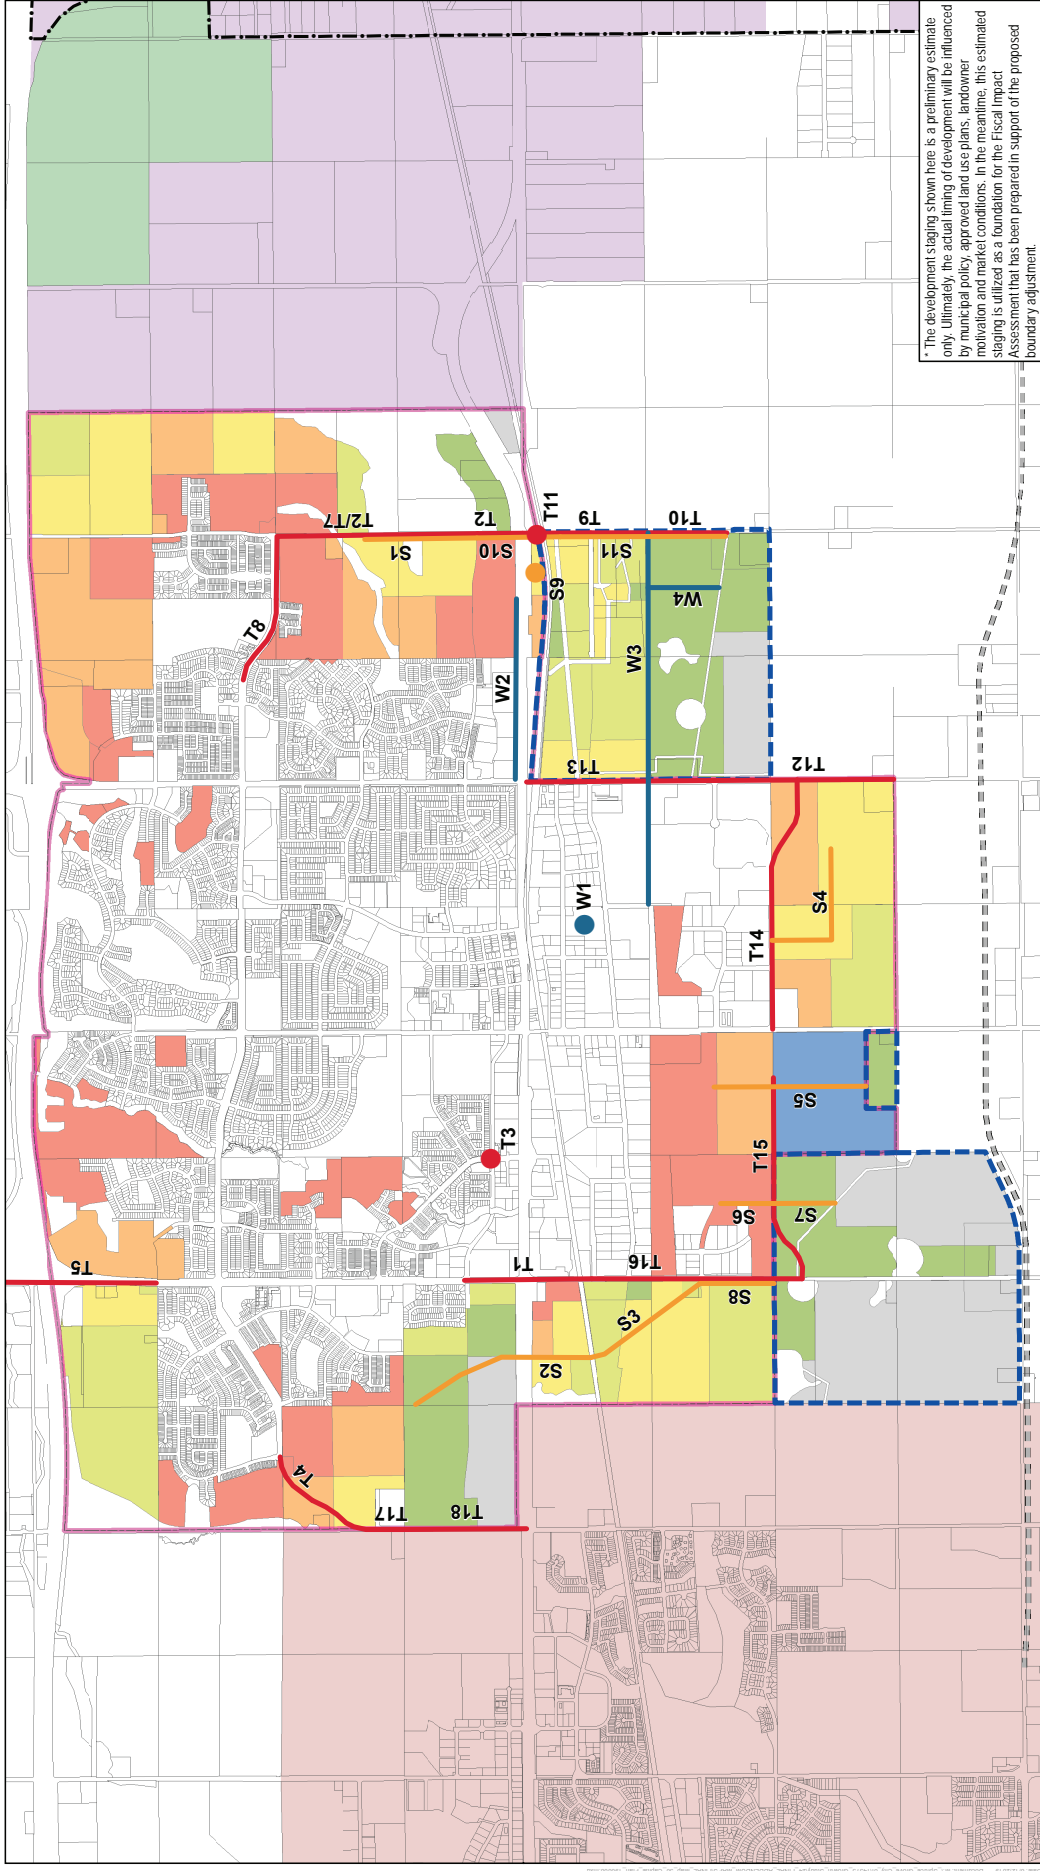 * The development staging shown here is a preliminary estimate
only. Ultimately, the actual timing of development will be influenced
by municipal policy, approved land use plans, landowner
motivation and market conditions. In the meantime, this estimated
staging is utilized as a foundation for the Fiscal Impact
Assessment that has been prepared in support of the proposed
boundary adjustment.
T5
T4
T17
T18
T1
T3
S2
S3
T16
S8
S6
S7
T15
S5
W1
T14
S4
T12
T13
W2
W3
W4
T8
T2/T7
S1
T2
S10
T11
S9
T9
S11
T10